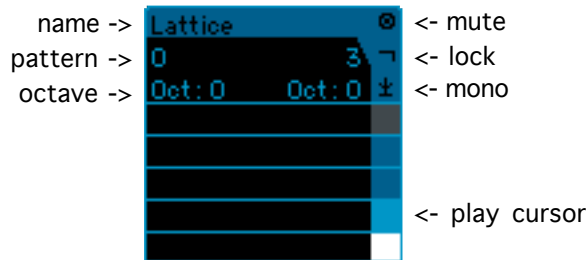 name -> Lattice <- mute
pattern -> 0 3 <- lock
octave -> Oct:0 Oct:0 <- mono
<- play cursor